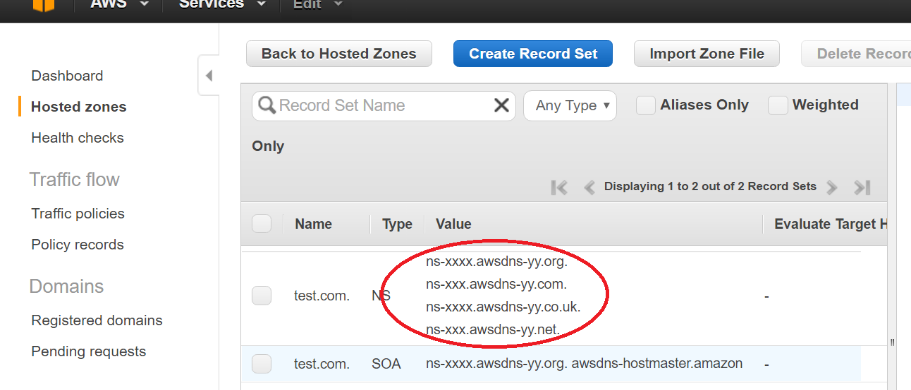 AWS Services Edit
Back to Hosted Zones Create Record Set Import Zone File Delete Recor
Dashboard
Hosted zones
Health checks
Traffic flow
Traffic policies
Policy records
Domains
Registered domains
Pending requests
Record Set Name Any Type Aliases Only Weighted
Only
Displaying 1 to 2 out of 2 Record Sets
Name Type Value Evaluate Target H
ns-xxxx.awsdns-yy.org.
ns-xxx.awsdns-yy.com.
test.com. NS ns-xxxx.awsdns-yy.co.uk. -
ns-xxx.awsdns-yy.net.
test.com. SOA ns-xxxx.awsdns-yy.org. awsdns-hostmaster.amazon -